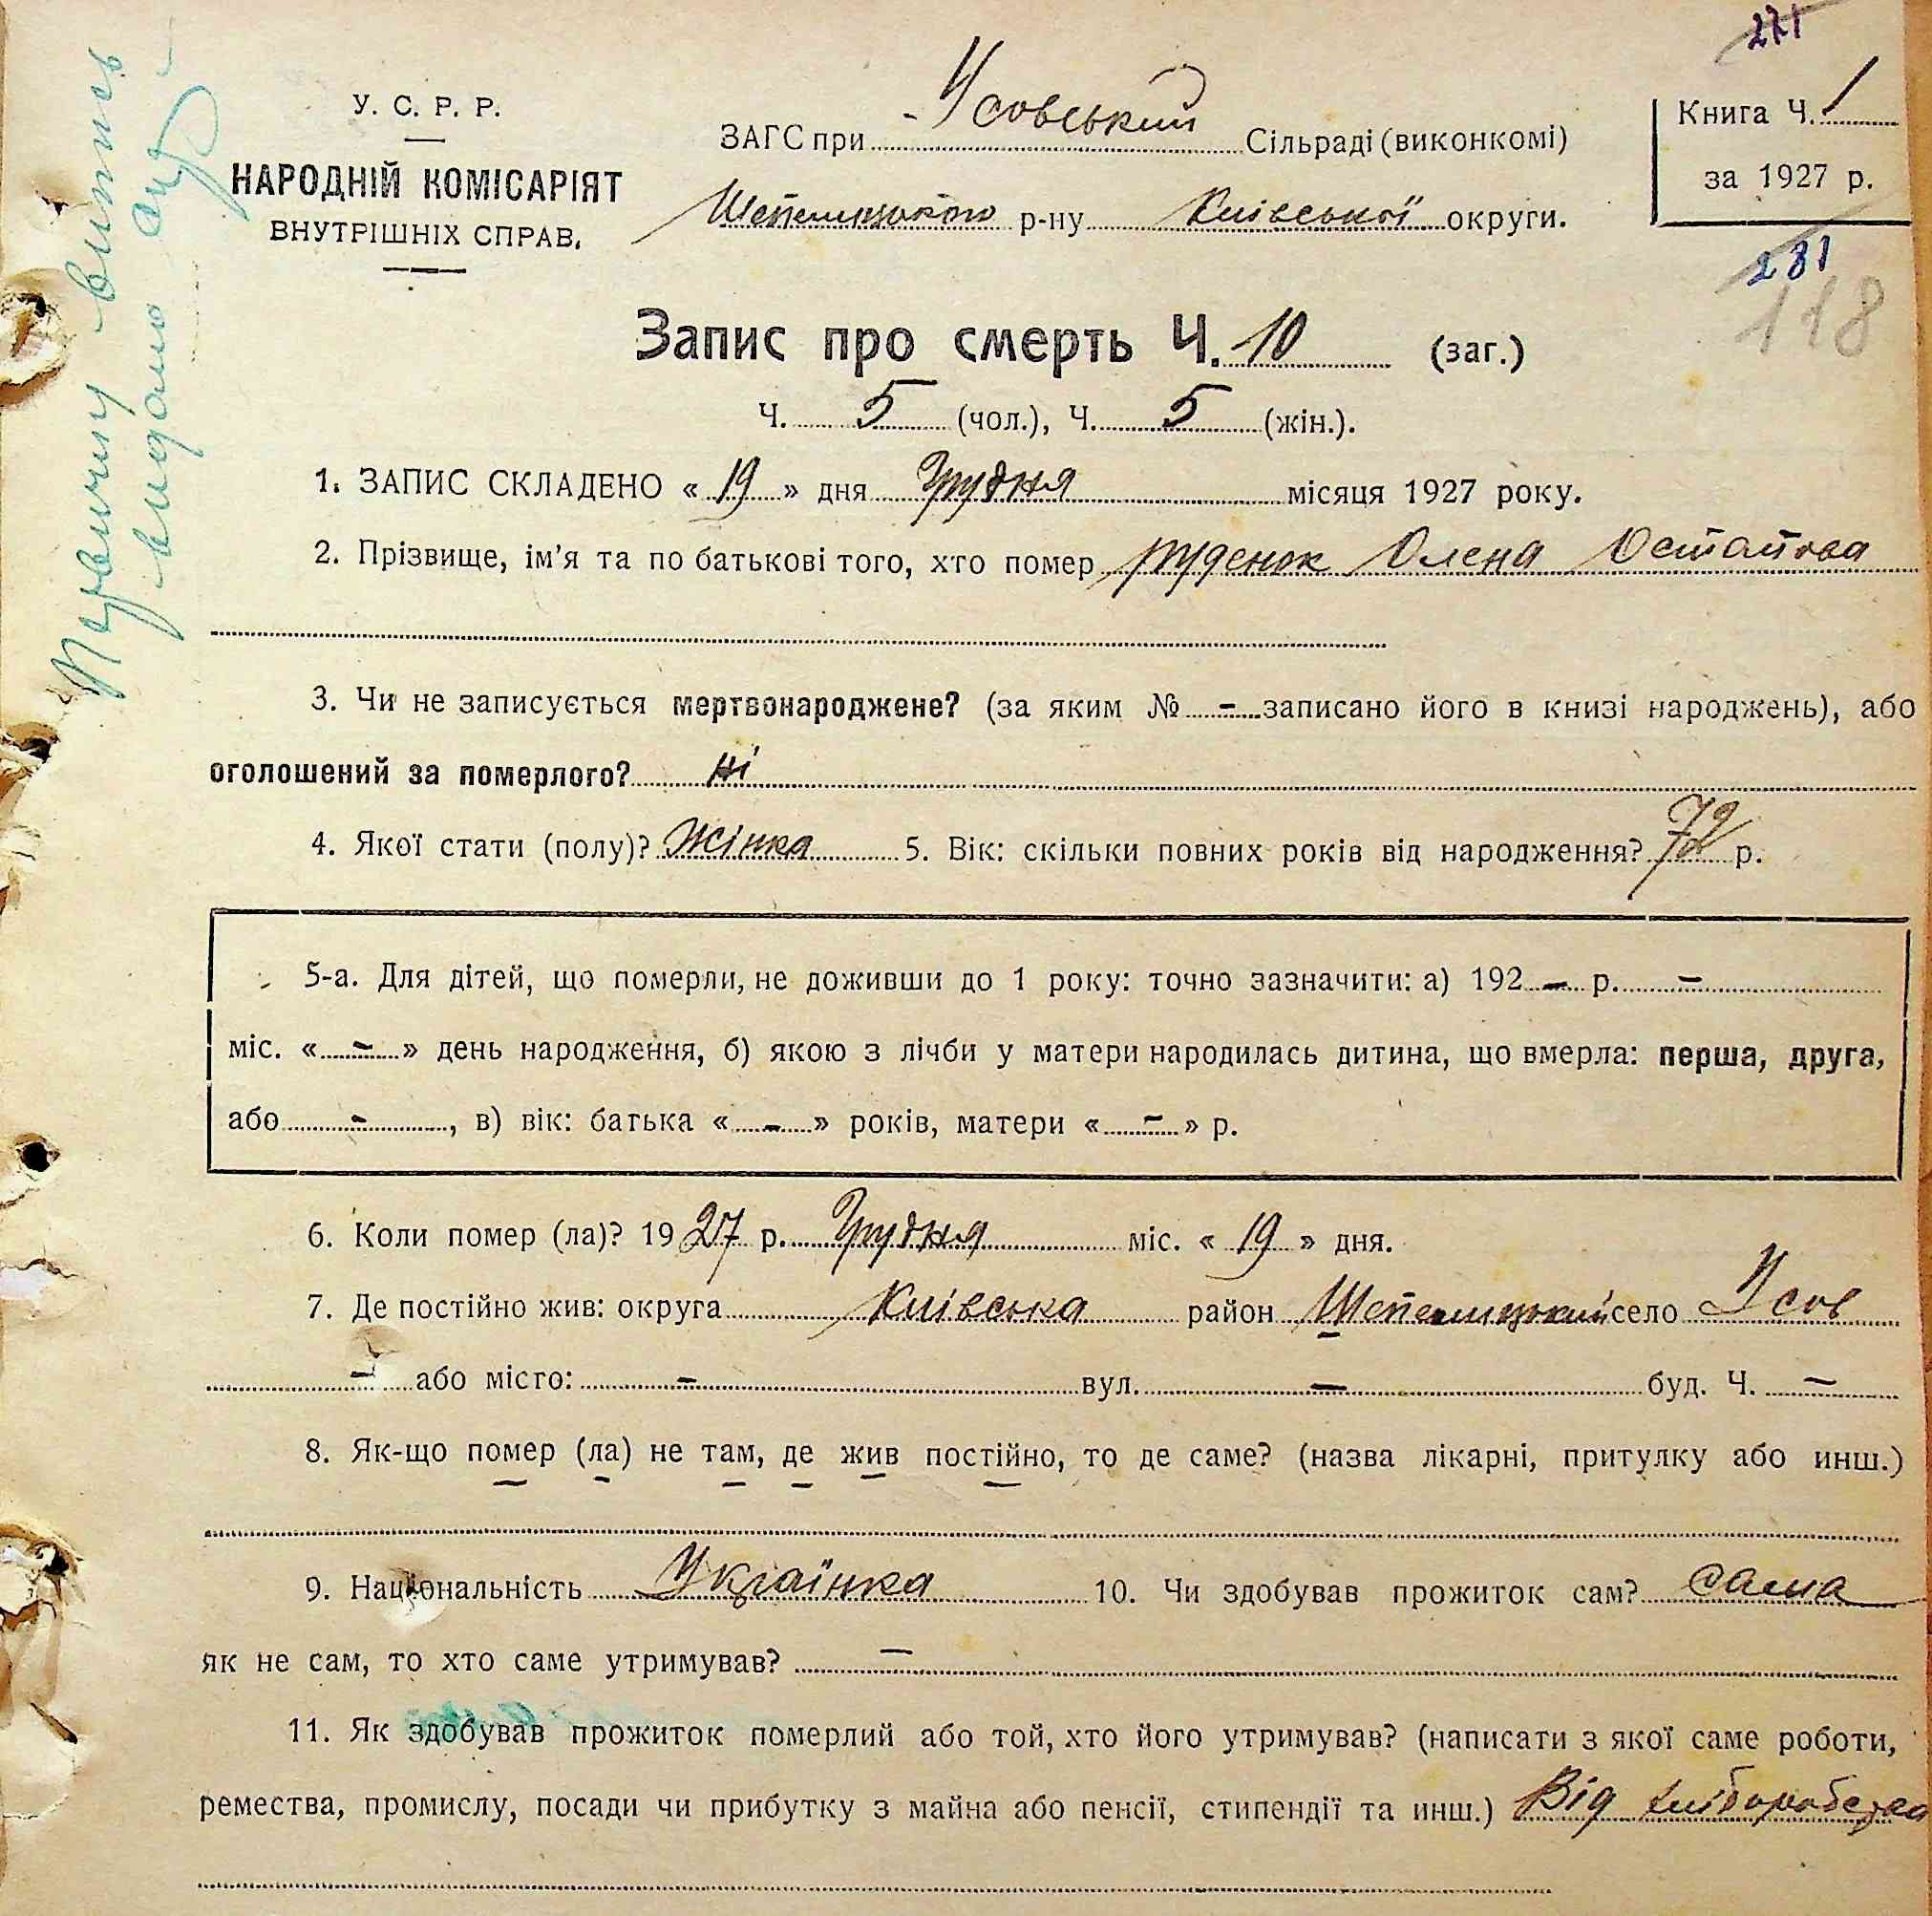 271
У. С. Р. Р.
НАРОДНІЙ КОМІСАРІЯТ
ВНУТРІШНІХ СПРАВ.
ЗАГС при Усовський Сільраді (виконкомі)
Шепелицького р-ну Київської округи.
Книга Ч. 1
за 1927 р.
281
118
Первичну випись
видано
Запис про смерть Ч. 10 (заг.)
Ч. 5 (чол.), Ч. 5 (жін.).
1. ЗАПИС СКЛАДЕНО « 19 » дня Грудня місяця 1927 року.
2. Прізвище, ім'я та по батькові того, хто помер Руденок Олена Остапова
3. Чи не записується мертвонароджене? (за яким № - записано його в книзі народжень), або
оголошений за померлого? ні
4. Якої стати (полу)? Жінка 5. Вік: скільки повних років від народження? 72 р.
5-а. Для дітей, що померли, не доживши до 1 року: точно зазначити: а) 192 - р. -
міс. « - » день народження, б) якою з лічби у матери народилась дитина, що вмерла: перша, друга,
або - , в) вік: батька « - » років, матери « - » р.
6. Коли помер (ла)? 1927 р. Грудня міс. « 19 » дня.
7. Де постійно жив: округа Київська район Шепелицький село Усов
- або місто: - вул. - буд. Ч. -
8. Як-що помер (ла) не там, де жив постійно, то де саме? (назва лікарні, притулку або инш.)
9. Національність Українка 10. Чи здобував прожиток сам? сама
як не сам, то хто саме утримував? -
11. Як здобував прожиток померлий або той, хто його утримував? (написати з якої саме роботи,
ремества, промислу, посади чи прибутку з майна або пенсії, стипендії та инш.) Від